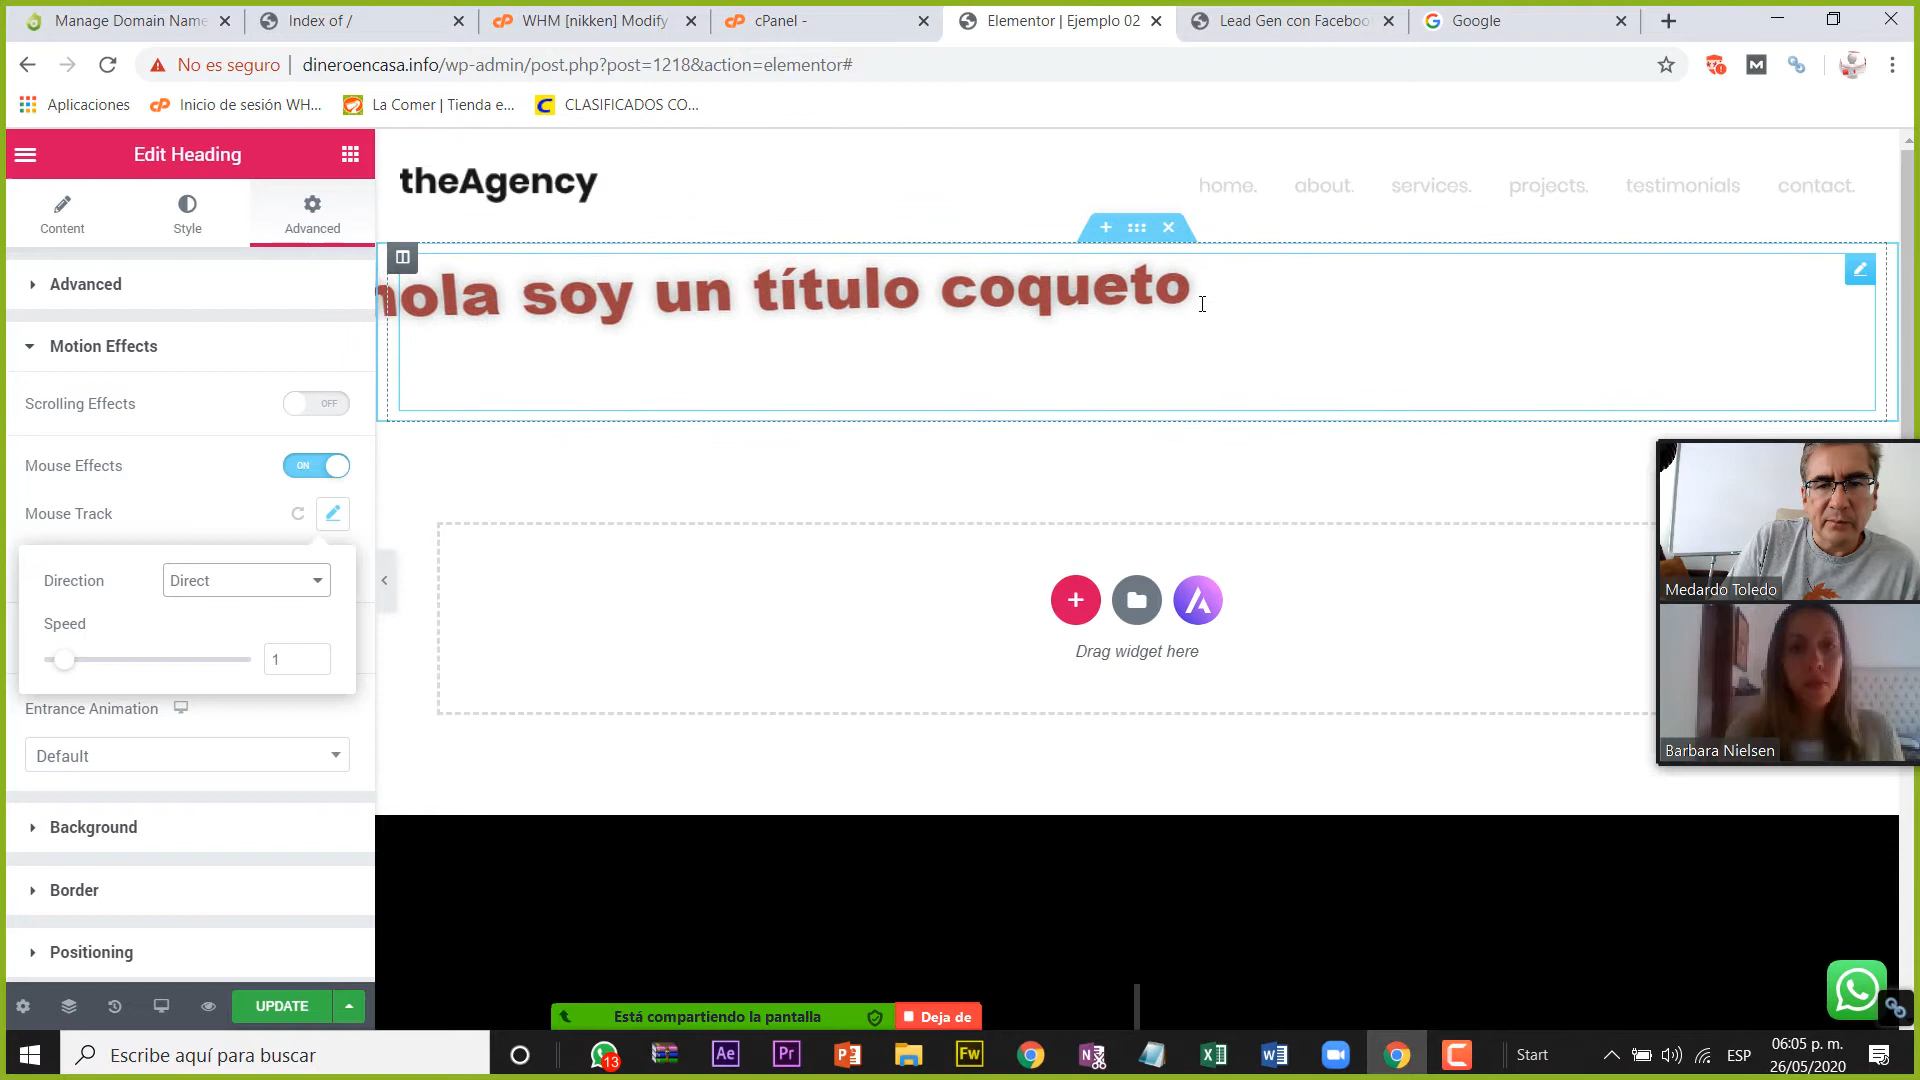 Manage Domain Name
Index of /
WHM [nikken] Modify
cPanel -
Elementor | Ejemplo 02
Lead Gen con Faceboo
Google
No es seguro
dineroencasa.info/wp-admin/post.php?post=1218&action=elementor#
Aplicaciones
Inicio de sesión WH...
La Comer | Tienda e...
CLASIFICADOS CO...
Edit Heading
Content
Style
Advanced
Advanced
Motion Effects
Scrolling Effects
OFF
Mouse Effects
ON
Mouse Track
Direction
Direct
Speed
1
Entrance Animation
Default
Background
Border
Positioning
UPDATE
theAgency
home.
about.
services.
projects.
testimonials
contact.
hola soy un título coqueto
Drag widget here
Medardo Toledo
Barbara Nielsen
Está compartiendo la pantalla
Deja de
Escribe aquí para buscar
13
Ae
Pr
Fw
Start
ESP
06:05 p. m.
26/05/2020